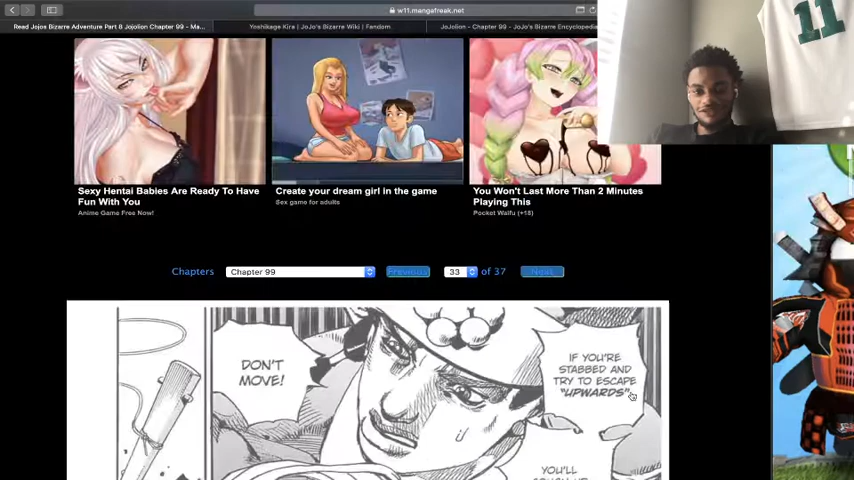 w11.mangafreak.net
Read Jojos Bizarre Adventure Part 8 Jojolion Chapter 99 - Ma...
Yoshikage Kira | JoJo's Bizarre Wiki | Fandom
JoJolion - Chapter 99 - JoJo's Bizarre Encyclopedia
11
Sexy Hentai Babies Are Ready To Have
Fun With You
Anime Game Free Now!
Create your dream girl in the game
Sex game for adults
You Won't Last More Than 2 Minutes
Playing This
Pocket Waifu (+18)
Chapters
Chapter 99
Previous
33
of 37
Next
DON'T
MOVE!
IF YOU'RE
STABBED AND
TRY TO ESCAPE
"UPWARDS",
YOU'LL